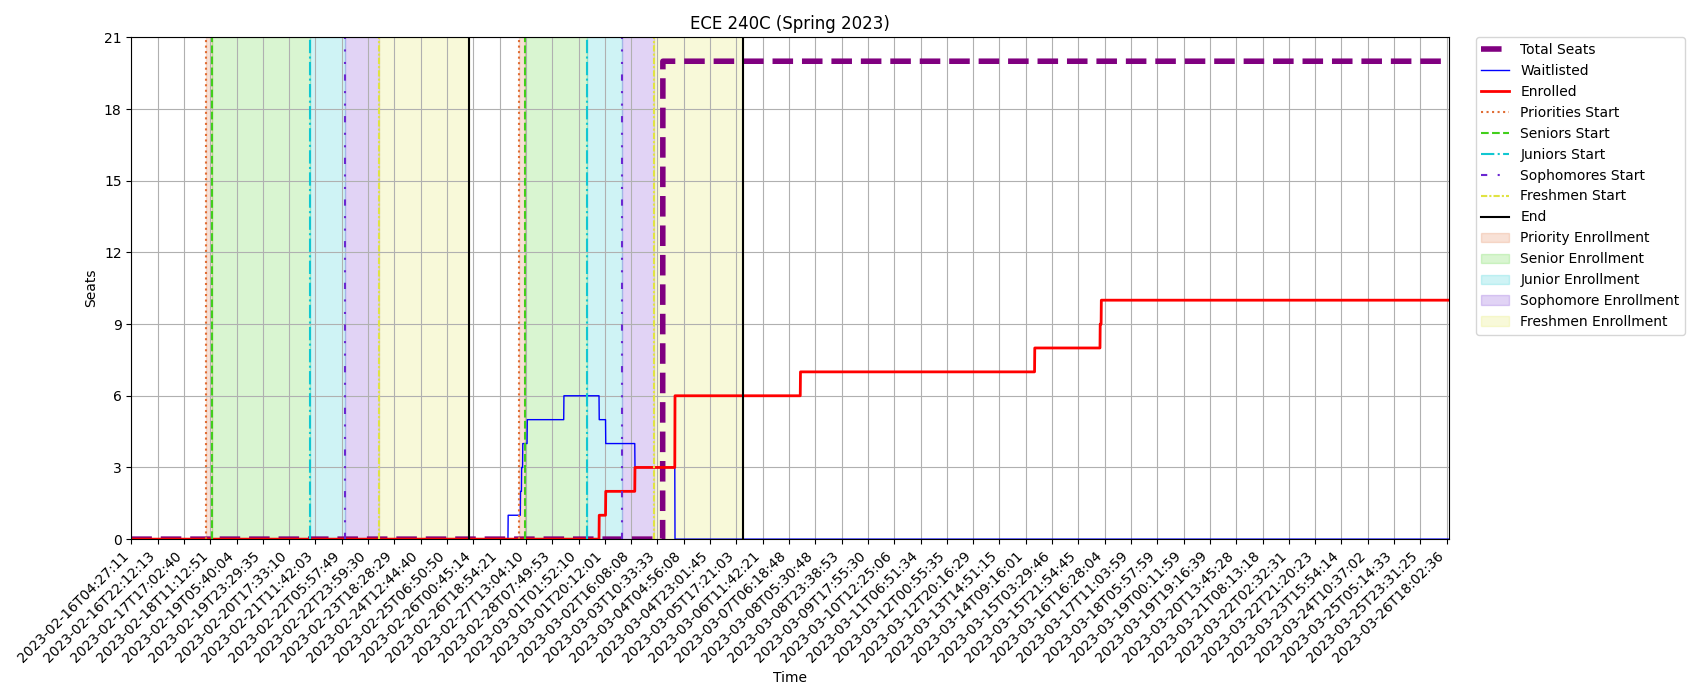 ECE 240C (Spring 2023)
21
18
15
12
9
6
3
0
Seats
2023-02-16T04:27:11
2023-02-16T22:12:13
2023-02-17T17:02:40
2023-02-18T11:12:51
2023-02-19T05:40:04
2023-02-19T23:29:35
2023-02-20T17:33:10
2023-02-21T11:42:03
2023-02-22T05:57:49
2023-02-22T23:59:30
2023-02-23T18:28:29
2023-02-24T12:44:40
2023-02-25T06:50:50
2023-02-26T00:45:14
2023-02-26T18:54:21
2023-02-27T13:04:10
2023-02-28T07:49:53
2023-03-01T01:52:10
2023-03-01T20:12:01
2023-03-02T16:08:08
2023-03-03T10:33:33
2023-03-04T04:56:08
2023-03-04T23:01:45
2023-03-05T17:21:03
2023-03-06T11:42:21
2023-03-07T06:18:48
2023-03-08T05:30:48
2023-03-08T23:38:53
2023-03-09T17:55:30
2023-03-10T12:25:06
2023-03-11T06:51:34
2023-03-12T00:55:35
2023-03-12T20:16:29
2023-03-13T14:51:15
2023-03-14T09:16:01
2023-03-15T03:29:46
2023-03-15T21:54:45
2023-03-16T16:28:04
2023-03-17T11:03:59
2023-03-18T05:57:59
2023-03-19T00:11:59
2023-03-19T19:16:39
2023-03-20T13:45:28
2023-03-21T08:13:18
2023-03-22T02:32:31
2023-03-22T21:20:23
2023-03-23T15:54:14
2023-03-24T10:37:02
2023-03-25T05:14:33
2023-03-25T23:31:25
2023-03-26T18:02:36
Time
Total Seats
Waitlisted
Enrolled
Priorities Start
Seniors Start
Juniors Start
Sophomores Start
Freshmen Start
End
Priority Enrollment
Senior Enrollment
Junior Enrollment
Sophomore Enrollment
Freshmen Enrollment